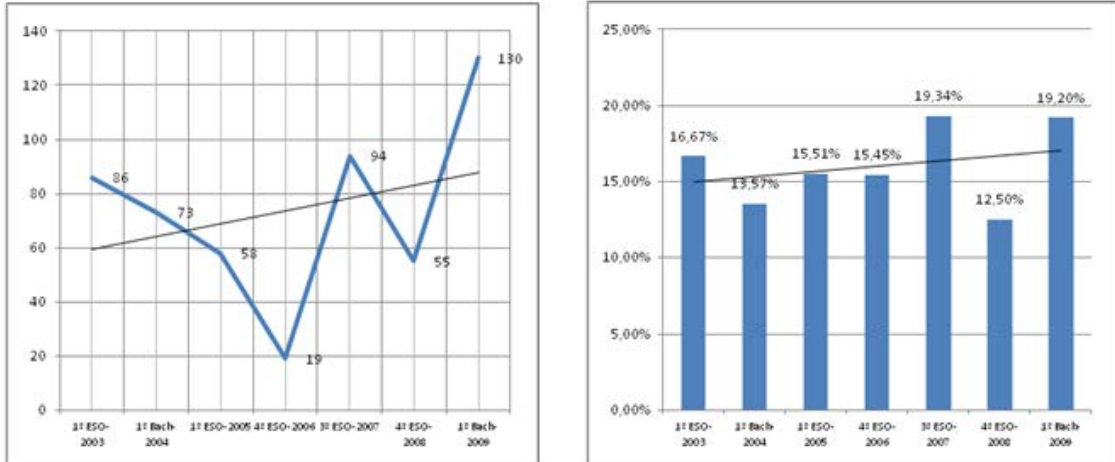 140
120
100
80
60
40
20
0
86
73
58
19
94
55
130
1º ESO-
2003
1º Bach-
2004
1º ESO-2005
4º ESO-2006
3º ESO-2007
4º ESO-
2008
1º Bach-
2009
25,00%
20,00%
15,00%
10,00%
5,00%
0,00%
16,67%
13,57%
15,51%
15,45%
19,34%
12,50%
19,20%
1º ESO-
2003
1º Bach-
2004
1º ESO-
2005
4º ESO-
2006
3º ESO-
2007
4º ESO-
2008
1º Bach-
2009